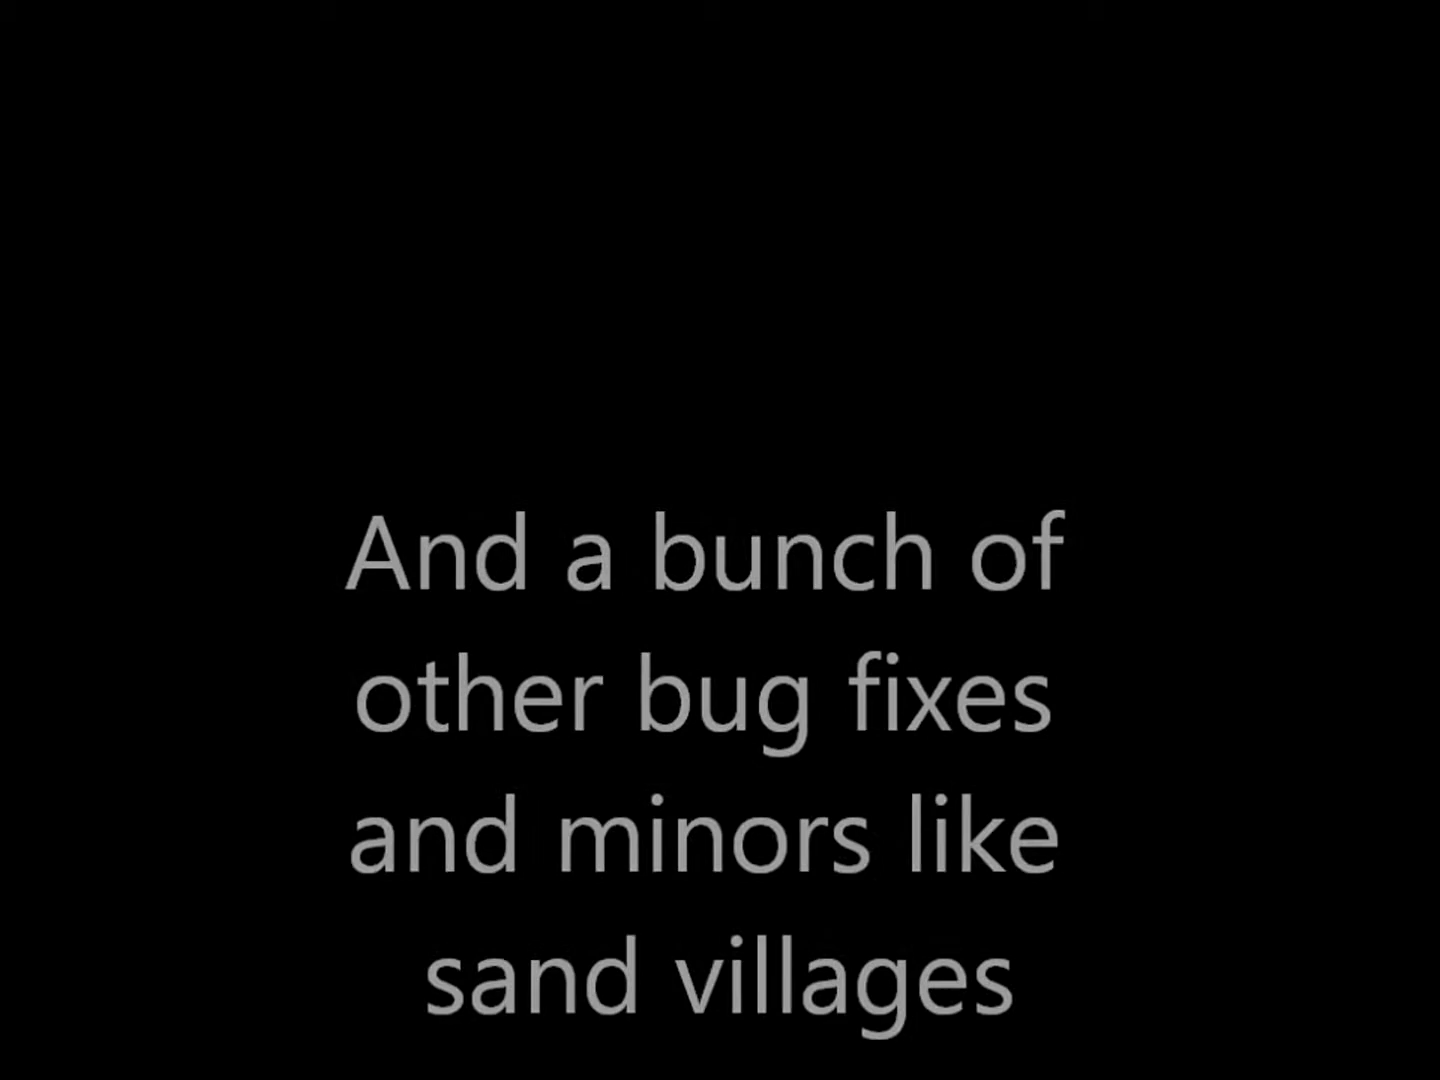 And a bunch of
other bug fixes
and minors like
sand villages